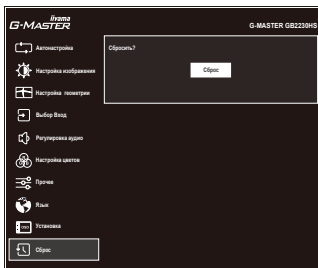 iiyama
G-MASTER
G-MASTER GB2230HS
Автонастройка
Сбросить?
Сброс
Настройка изображения
Настройка геометрии
Выбор Вход
Регулировка аудио
Настройка цветов
Прочее
Язык
OSD Установка
Сброс